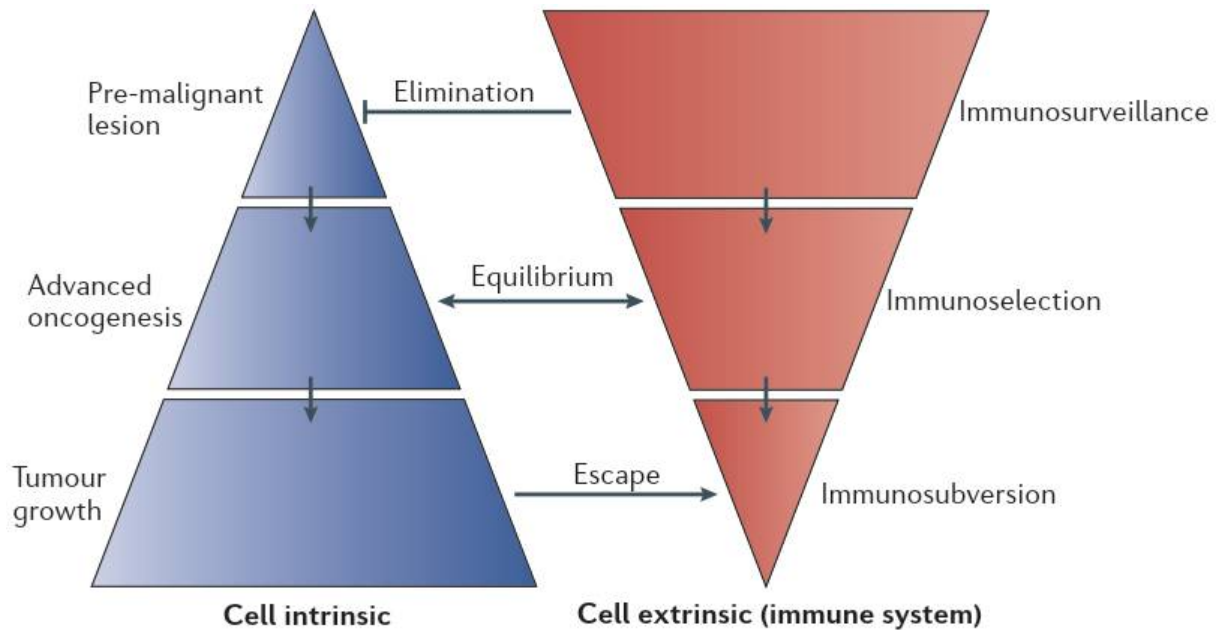 Pre-malignant
lesion
Elimination
Immunosurveillance
Advanced
oncogenesis
Equilibrium
Immunoselection
Tumour
growth
Escape
Immunosubversion
Cell intrinsic
Cell extrinsic (immune system)